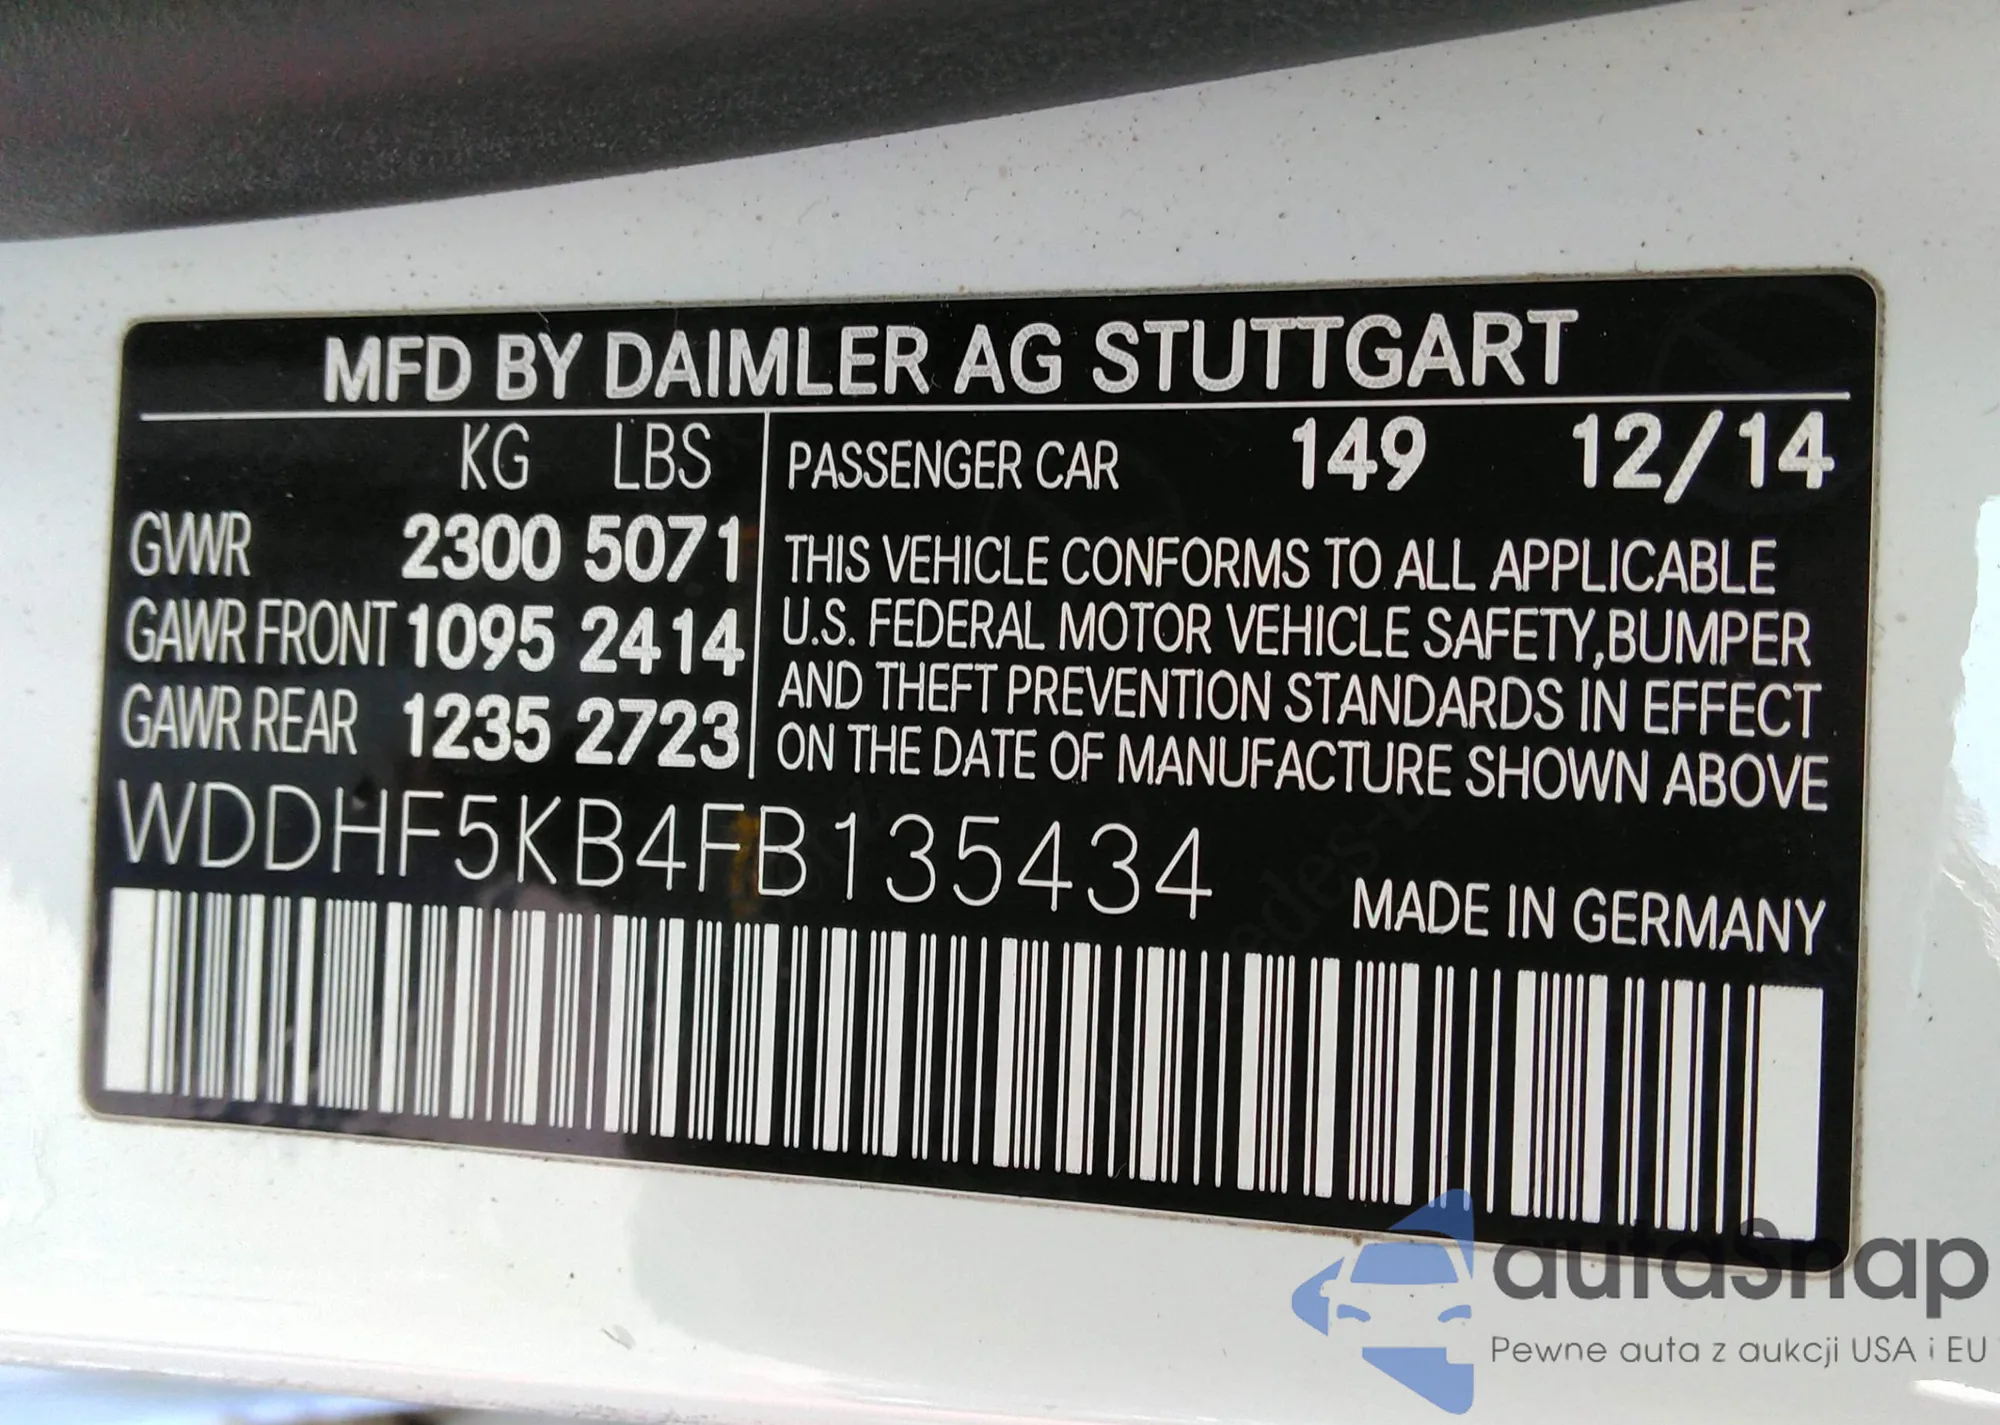 MFD BY DAIMLER AG STUTTGART
KG LBS
GVWR 2300 5071
GAWR FRONT 1095 2414
GAWR REAR 1235 2723
PASSENGER CAR 149 12/14
THIS VEHICLE CONFORMS TO ALL APPLICABLE
U.S. FEDERAL MOTOR VEHICLE SAFETY, BUMPER
AND THEFT PREVENTION STANDARDS IN EFFECT
ON THE DATE OF MANUFACTURE SHOWN ABOVE
WDDHF5KB4FB135434
MADE IN GERMANY
autaSnap
Pewne auta z aukcji USA i EU